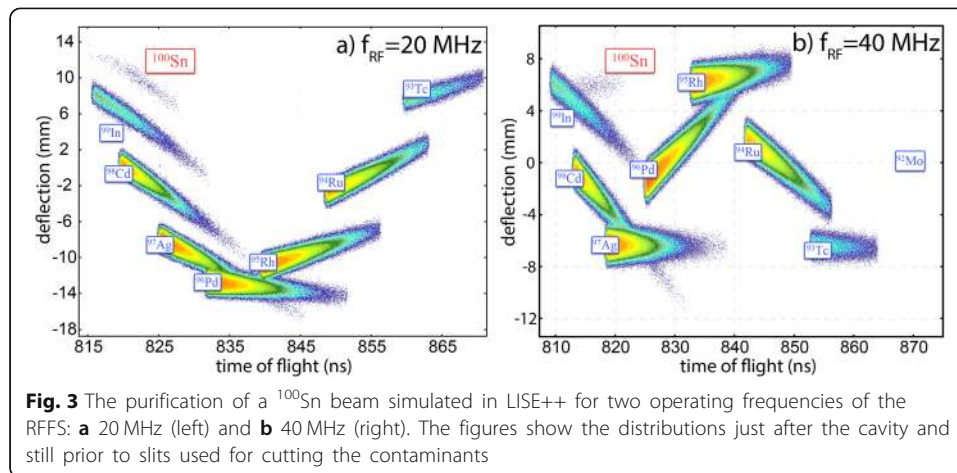 a) f_RF=20 MHz
14
10
6
2
-2
-6
-10
-14
-18
deflection (mm)
¹⁰⁰Sn
⁹⁹In
⁹⁸Cd
⁹⁷Ag
⁹⁶Pd
⁹⁵Rh
⁹⁴Ru
⁹³Tc
815 825 835 845 855 865
time of flight (ns)
b) f_RF=40 MHz
12
8
4
0
-4
-8
-12
deflection (mm)
¹⁰⁰Sn
⁹⁹In
⁹⁸Cd
⁹⁷Ag
⁹⁵Rh
⁹⁶Pd
⁹⁴Ru
⁹³Tc
⁹²Mo
810 820 830 840 850 860 870
time of flight (ns)
Fig. 3 The purification of a ¹⁰⁰Sn beam simulated in LISE++ for two operating frequencies of the
RFFS: a 20 MHz (left) and b 40 MHz (right). The figures show the distributions just after the cavity and
still prior to slits used for cutting the contaminants